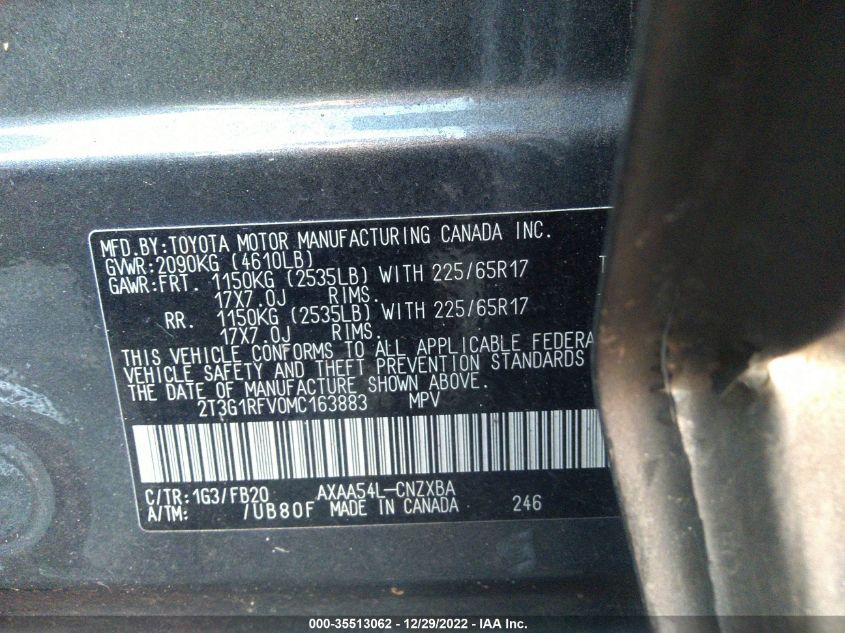 MFD.BY:TOYOTA MOTOR MANUFACTURING CANADA INC.
GVWR:2090KG (4610LB)
GAWR:FRT. 1150KG (2535LB) WITH 225/65R17 T
17X7.0J RIMS.
RR. 1150KG (2535LB) WITH 225/65R17
17X7.0J RIMS.
THIS VEHICLE CONFORMS TO ALL APPLICABLE FEDERA
VEHICLE SAFETY AND THEFT PREVENTION STANDARDS
THE DATE OF MANUFACTURE SHOWN ABOVE.
2T3G1RFV0MC163883 MPV
C/TR:1G3/FB20 AXAA54L-CNZXBA
A/TM: /UB80F MADE IN CANADA 246
000-35513062 - 12/29/2022 - IAA Inc.